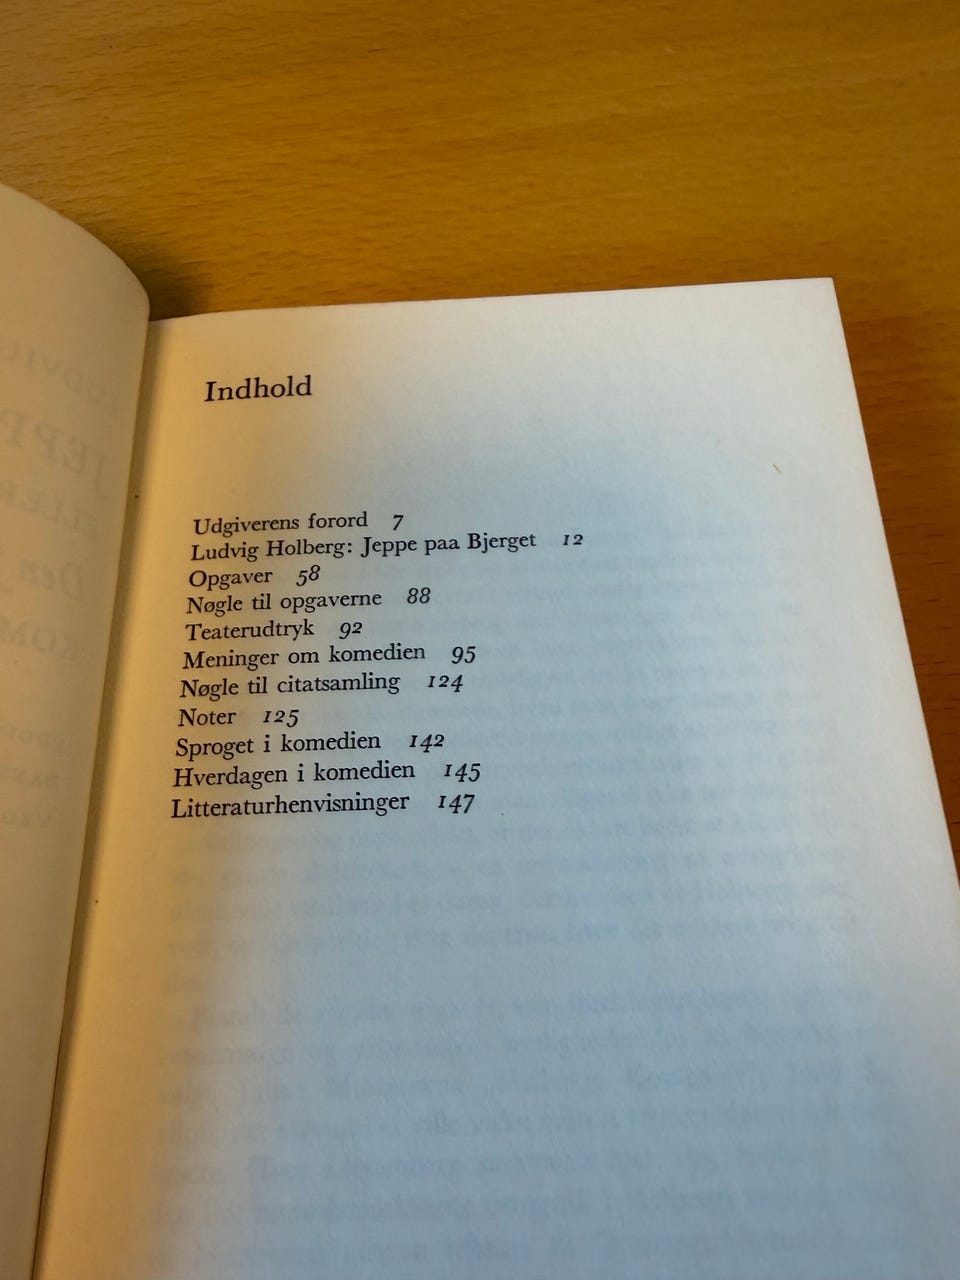 Indhold
Udgiverens forord 7
Ludvig Holberg: Jeppe paa Bjerget 12
Opgaver 58
Nøgle til opgaverne 88
Teaterudtryk 92
Meninger om komedien 95
Nøgle til citatsamling 124
Noter 125
Sproget i komedien 142
Hverdagen i komedien 145
Litteraturhenvisninger 147